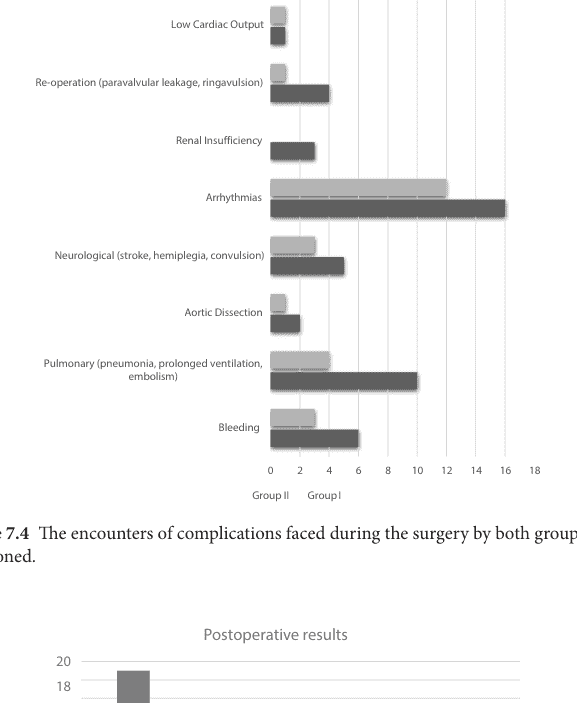 Low Cardiac Output
Re-operation (paravalvular leakage, ringavulsion)
Renal Insufficiency
Arrhythmias
Neurological (stroke, hemiplegia, convulsion)
Aortic Dissection
Pulmonary (pneumonia, prolonged ventilation,
embolism)
Bleeding
0 2 4 6 8 10 12 14 16 18
Group II Group I
7.4 The encounters of complications faced during the surgery by both group
oned.
Postoperative results
20
18